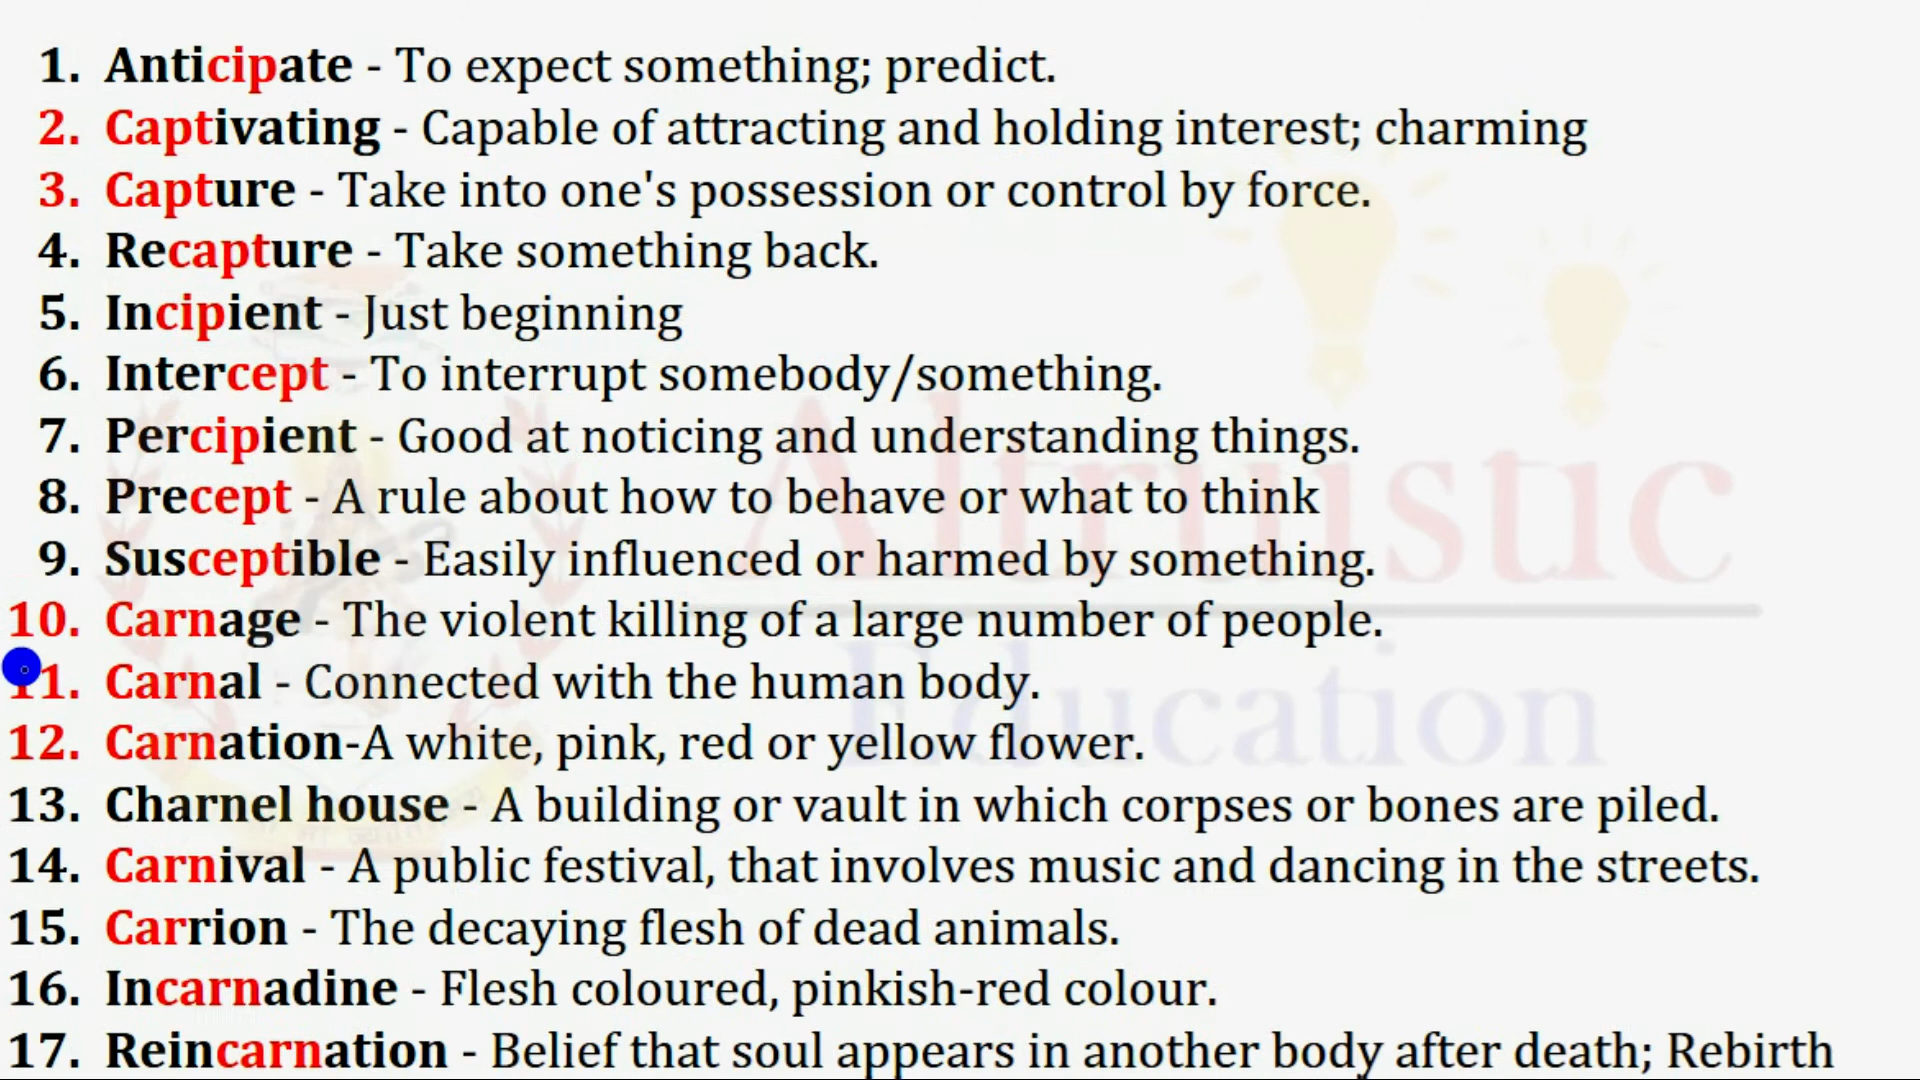 1. Anticipate - To expect something; predict.
2. Captivating - Capable of attracting and holding interest; charming
3. Capture - Take into one's possession or control by force.
4. Recapture - Take something back.
5. Incipient - Just beginning
6. Intercept - To interrupt somebody/something.
7. Percipient - Good at noticing and understanding things.
8. Precept - A rule about how to behave or what to think
9. Susceptible - Easily influenced or harmed by something.
10. Carnage - The violent killing of a large number of people.
11. Carnal - Connected with the human body.
12. Carnation-A white, pink, red or yellow flower.
13. Charnel house - A building or vault in which corpses or bones are piled.
14. Carnival - A public festival, that involves music and dancing in the streets.
15. Carrion - The decaying flesh of dead animals.
16. Incarnadine - Flesh coloured, pinkish-red colour.
17. Reincarnation - Belief that soul appears in another body after death; Rebirth
Altruistic
Education